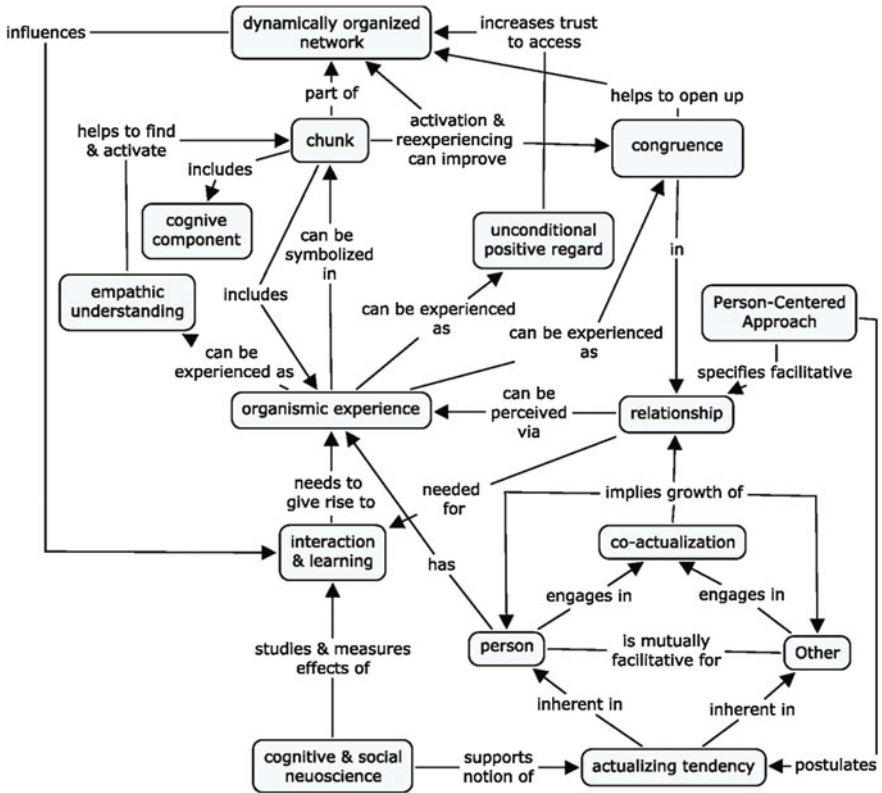 dynamically organized
network
influences
increases trust
to access
part of
helps to open up
activation &
reexperiencing
can improve
helps to find
& activate
chunk
congruence
includes
cognive
component
can be
symbolized
in
unconditional
positive regard
in
empathic
understanding
includes
can be experienced
as
Person-Centered
Approach
can be experienced
as
can be
experienced as
specifies facilitative
organismic experience
can be
perceived
via
relationship
needs to
give rise to
needed
for
implies growth of
interaction
& learning
co-actualization
has
engages in
engages in
studies & measures
effects of
person
is mutually
facilitative for
Other
inherent in
inherent in
cognitive & social
neuoscience
supports
notion of
actualizing tendency
postulates